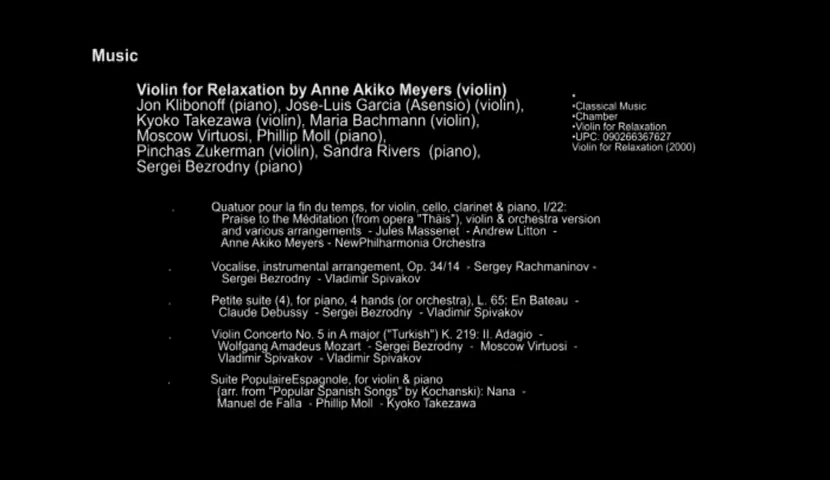 Music
Violin for Relaxation by Anne Akiko Meyers (violin)
Jon Klibonoff (piano), Jose-Luis Garcia (Asensio) (violin),
Kyoko Takezawa (violin), Maria Bachmann (violin),
Moscow Virtuosi, Phillip Moll (piano),
Pinchas Zukerman (violin), Sandra Rivers (piano),
Sergei Bezrodny (piano)
•
•Classical Music
•Chamber
•Violin for Relaxation
•UPC: 090266367627
Violin for Relaxation (2000)
. Quatuor pour la fin du temps, for violin, cello, clarinet & piano, I/22:
Praise to the Méditation (from opera "Thäis"), violin & orchestra version
and various arrangements - Jules Massenet - Andrew Litton -
Anne Akiko Meyers - NewPhilharmonia Orchestra
. Vocalise, instrumental arrangement, Op. 34/14 - Sergey Rachmaninov -
Sergei Bezrodny - Vladimir Spivakov
. Petite suite (4), for piano, 4 hands (or orchestra), L. 65: En Bateau -
Claude Debussy - Sergei Bezrodny - Vladimir Spivakov
. Violin Concerto No. 5 in A major ("Turkish") K. 219: II. Adagio -
Wolfgang Amadeus Mozart - Sergei Bezrodny - Moscow Virtuosi -
Vladimir Spivakov - Vladimir Spivakov
. Suite PopulaireEspagnole, for violin & piano
(arr. from "Popular Spanish Songs" by Kochanski): Nana -
Manuel de Falla - Phillip Moll - Kyoko Takezawa